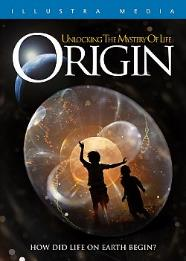 ILLUSTRA MEDIA
UNLOCKING THE MYSTERY OF LIFE
ORIGIN
HOW DID LIFE ON EARTH BEGIN?